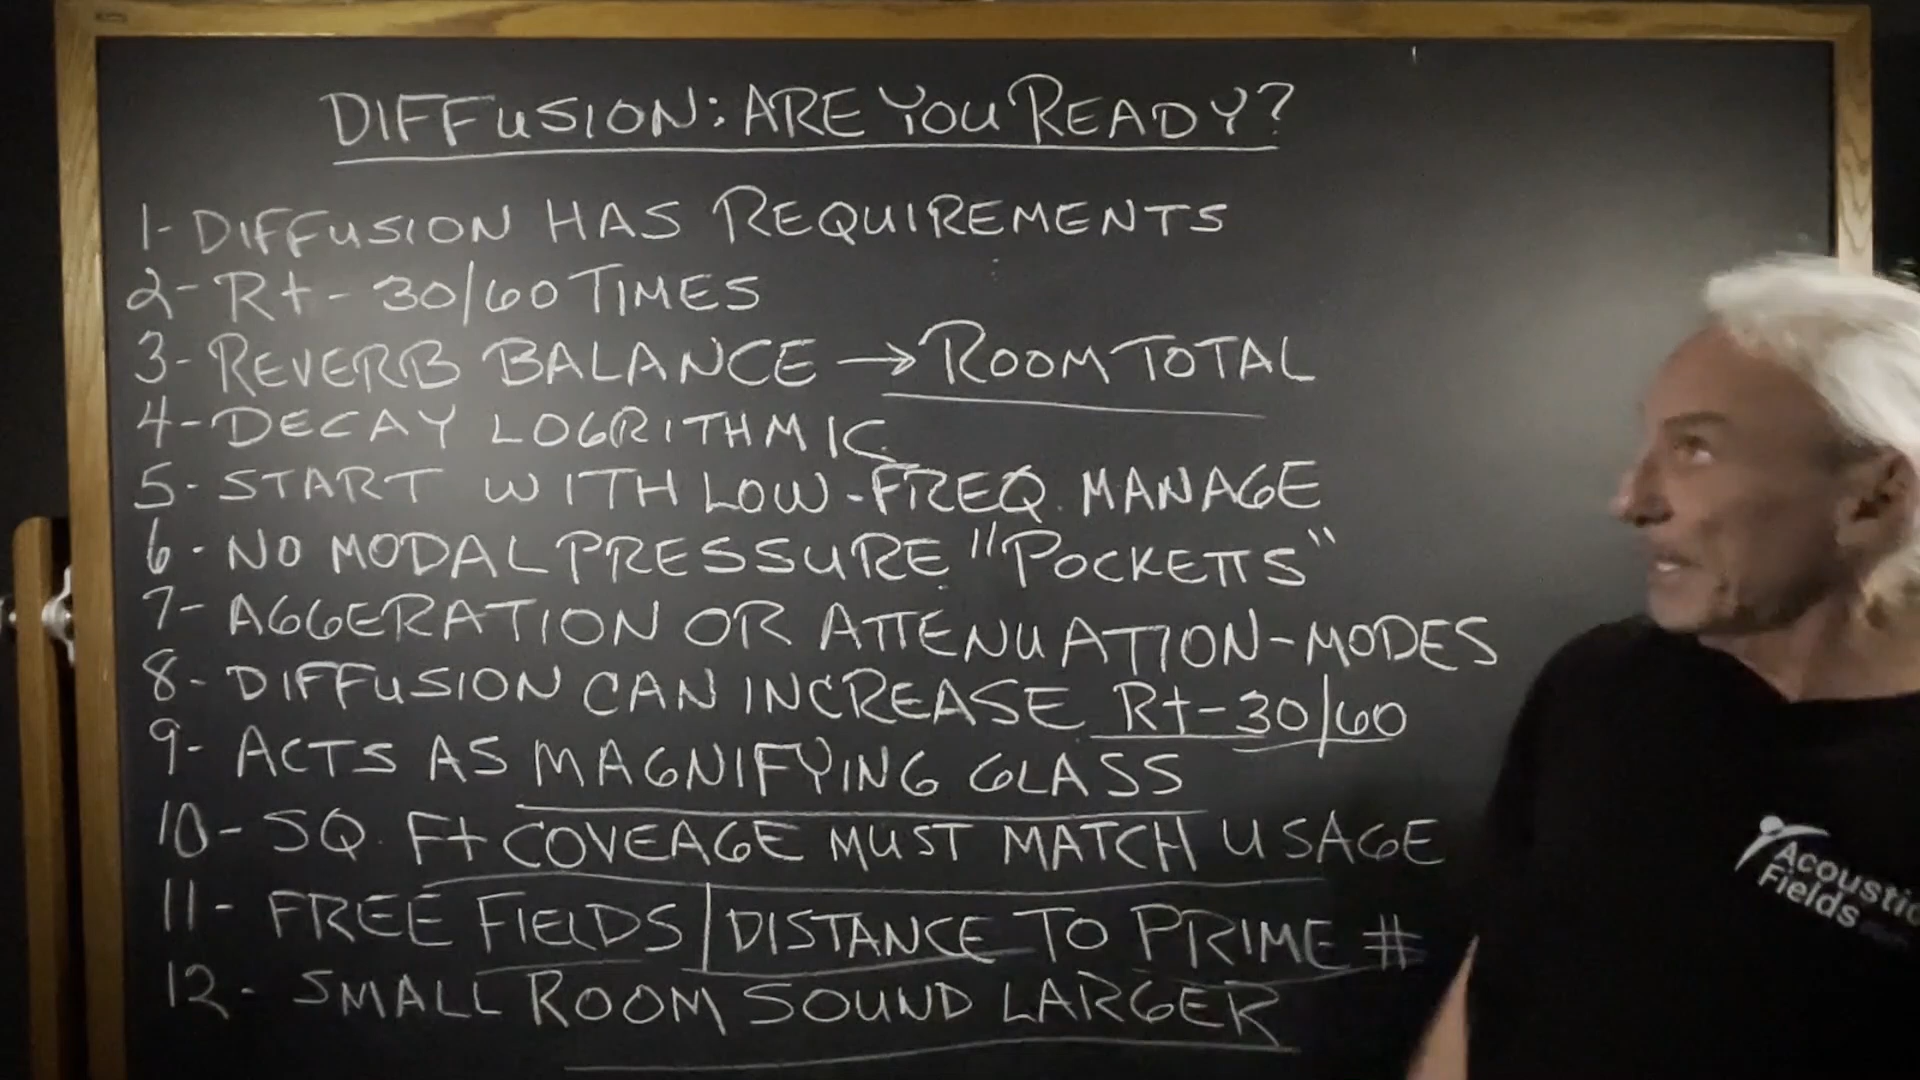 DIFFUSION: ARE YOU READY?
1- DIFFUSION HAS REQUIREMENTS
2- Rt - 30/60 TIMES
3- REVERB BALANCE → ROOM TOTAL
4- DECAY LOGRITHMIC
5- START WITH LOW-FREQ. MANAGE
6- NO MODAL PRESSURE "POCKETTS"
7- AGGERATION OR ATTENUATION-MODES
8- DIFFUSION CAN INCREASE Rt-30/60
9- ACTS AS MAGNIFYING GLASS
10- SQ. Ft COVEAGE MUST MATCH USAGE
11- FREE FIELDS | DISTANCE TO PRIME #
12- SMALL ROOM SOUND LARGER
Acoustic
Fields